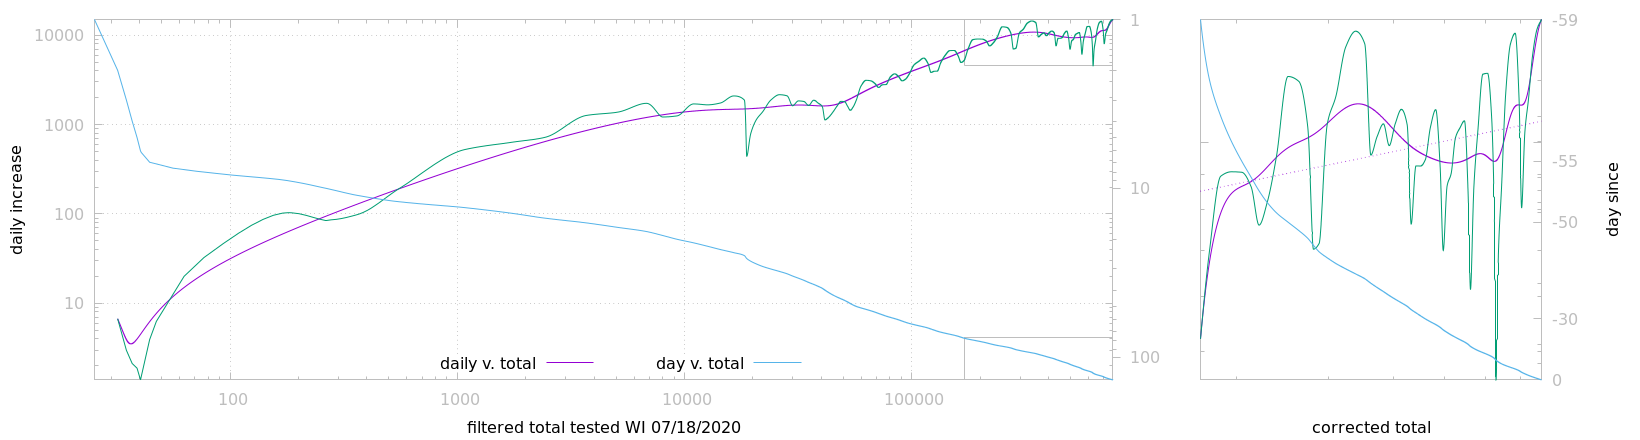 10000
1000
100
10
daily increase
daily v. total
day v. total
100
1000
10000
100000
filtered total tested WI 07/18/2020
1
10
100
-59
-55
-50
-30
0
day since
corrected total